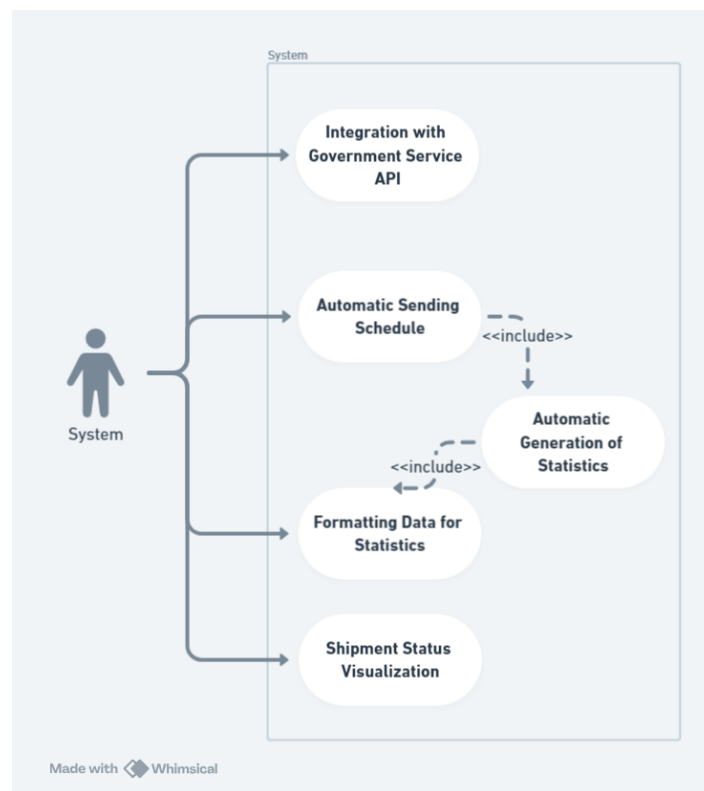 System
Integration with
Government Service
API
Automatic Sending
Schedule
<<include>>
Automatic
Generation of
Statistics
<<include>>
System
Formatting Data for
Statistics
Shipment Status
Visualization
Made with Whimsical